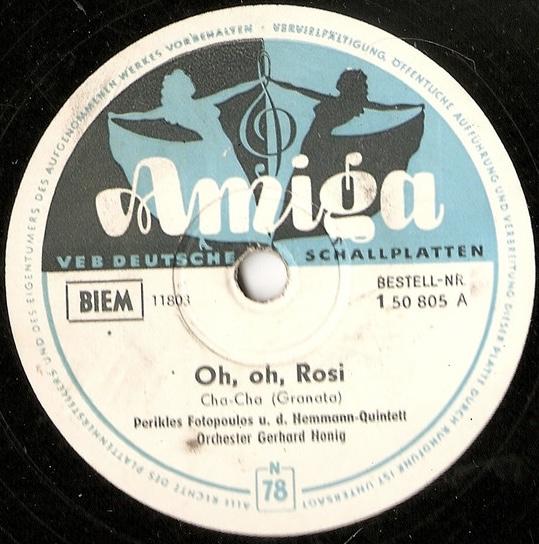 ALLE RECHTE DES PLATTENHERSTELLERS UND DES EIGENTÜMERS DES AUFGENOMMENEN WERKES VORBEHALTEN · VERVIELFÄLTIGUNG, ÖFFENTLICHE AUFFÜHRUNG UND VERBREITUNG DIESER PLATTE DURCH RUNDFUNK IST UNTERSAGT
Amiga
VEB DEUTSCHE SCHALLPLATTEN
BIEM 11803
BESTELL-NR.
1 50 805 A
Oh, oh, Rosi
Cha-Cha (Granata)
Perikles Fotopoulos u. d. Hemmann-Quintett
Orchester Gerhard Honig
N
78